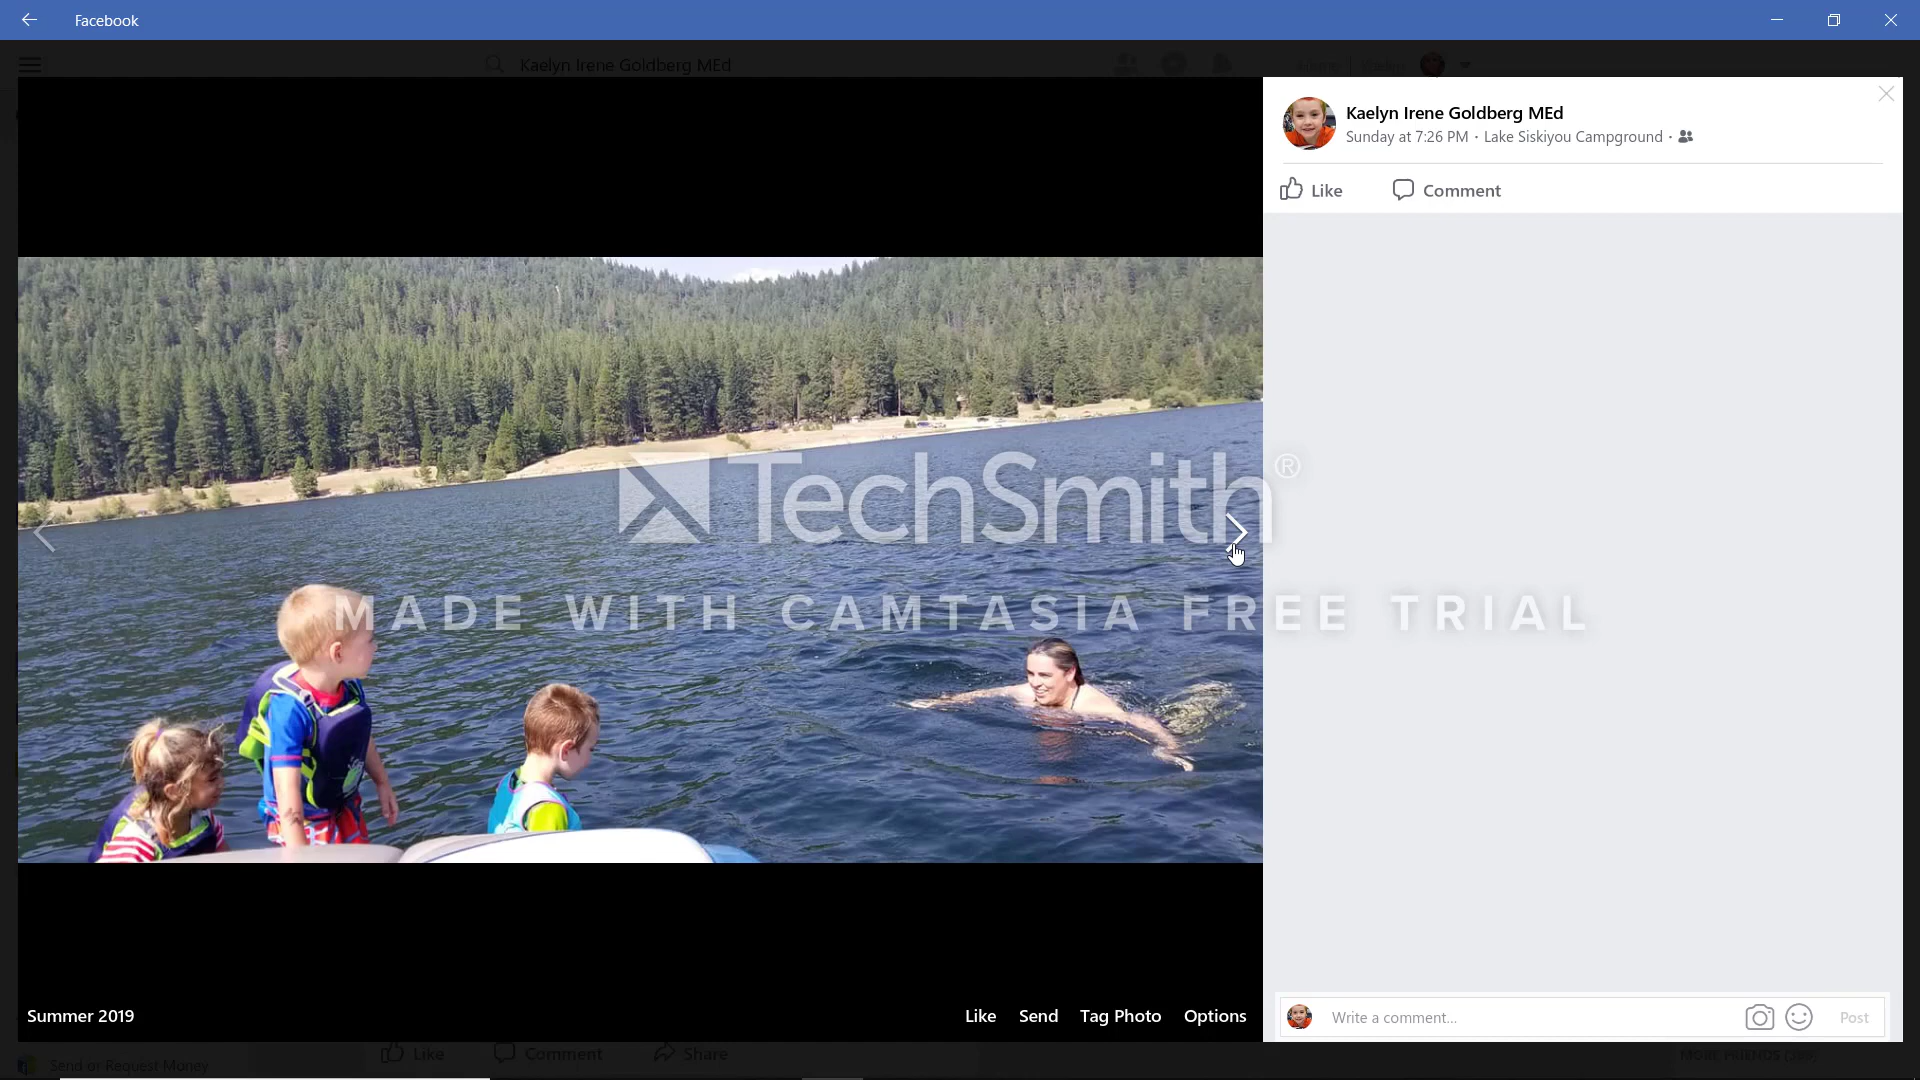 Facebook
Kaelyn Irene Goldberg MEd
Kaelyn Irene Goldberg MEd
Sunday at 7:26 PM · Lake Siskiyou Campground ·
Like
Comment
TechSmith®
MADE WITH CAMTASIA FREE TRIAL
Summer 2019
Like Send Tag Photo Options
Write a comment...
Post
Like Comment Share
Send or Request Money